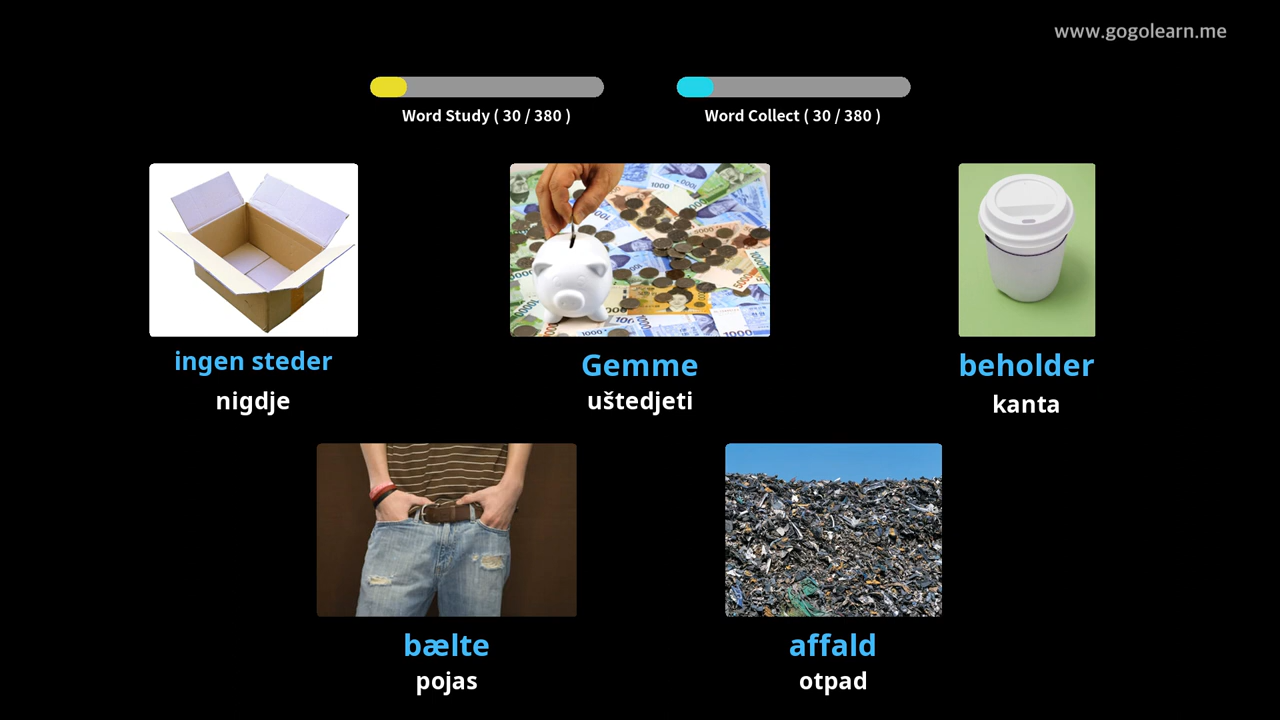 www.gogolearn.me
Word Study ( 30 / 380 )
Word Collect ( 30 / 380 )
ingen steder
nigdje
Gemme
uštedjeti
beholder
kanta
bælte
pojas
affald
otpad